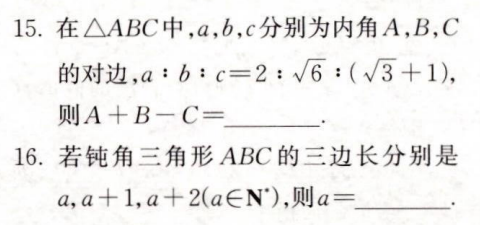 15. 在△ABC中,a,b,c分别为内角A,B,C
的对边,a∶b∶c=2∶√6∶(√3+1),
则A+B-C=________.
16. 若钝角三角形ABC的三边长分别是
a,a+1,a+2(a∈N*),则a=________.